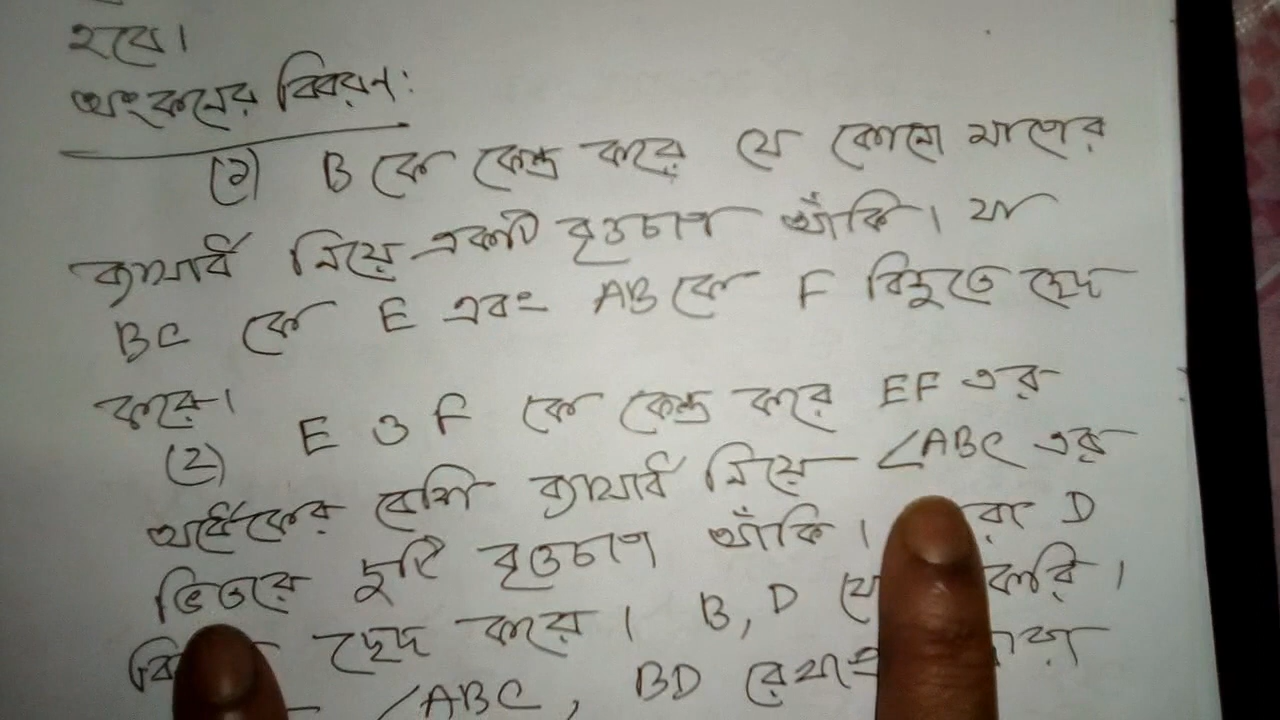 হবে।
অংকনের বিবরণ:
(১) B কে কেন্দ্র করে যে কোনো মাপের
ব্যাসার্ধ নিয়ে একটি বৃত্তচাপ আঁকি। যা
BC কে E এবং AB কে F বিন্দুতে ছেদ
করে।
(2) E ও F কে কেন্দ্র করে EF এর
অর্ধেকের বেশি ব্যাসার্ধ নিয়ে ∠ABC এর
ভিতরে দুটি বৃত্তচাপ আঁকি। D
ছেদ করে। B, D করি।
∠ABC, BD